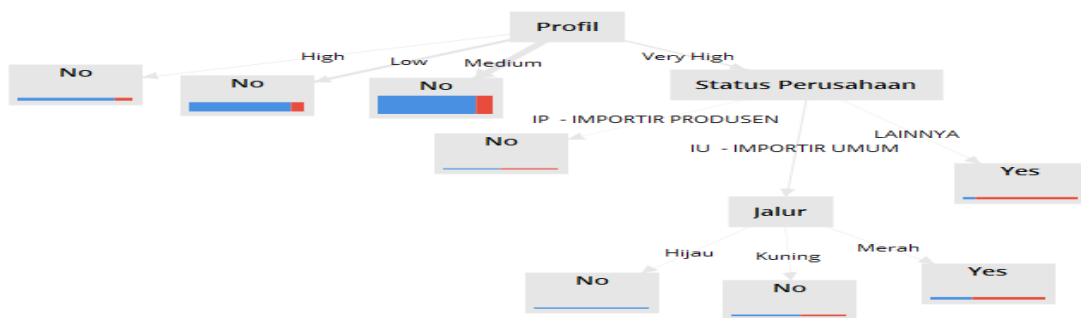 Profil
High
Low
Medium
Very High
No
No
No
Status Perusahaan
IP - IMPORTIR PRODUSEN
IU - IMPORTIR UMUM
LAINNYA
No
Yes
Jalur
Hijau
Kuning
Merah
No
No
Yes